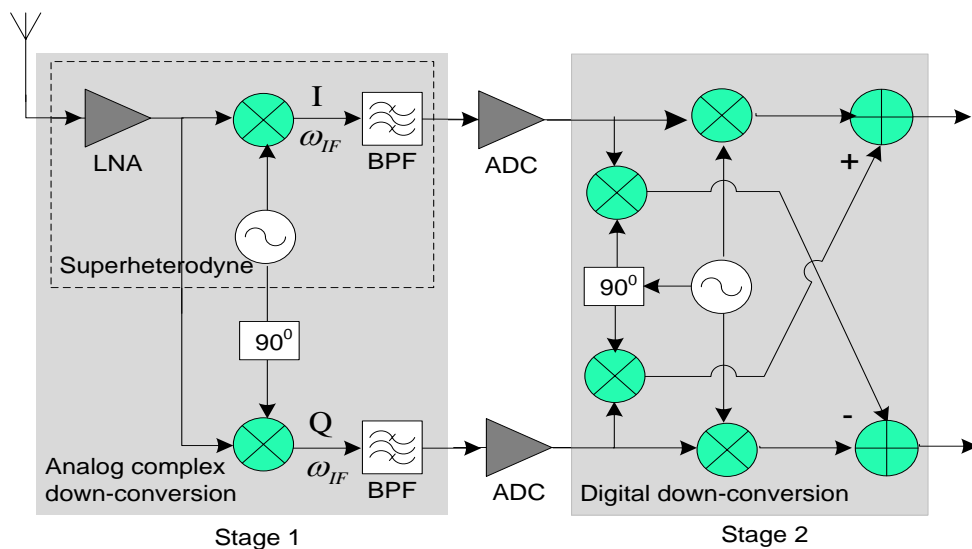 I
ω_IF
LNA
BPF
ADC
+
Superheterodyne
90⁰
90⁰
Q
ω_IF
-
Analog complex
down-conversion
BPF
ADC
Digital down-conversion
Stage 1
Stage 2